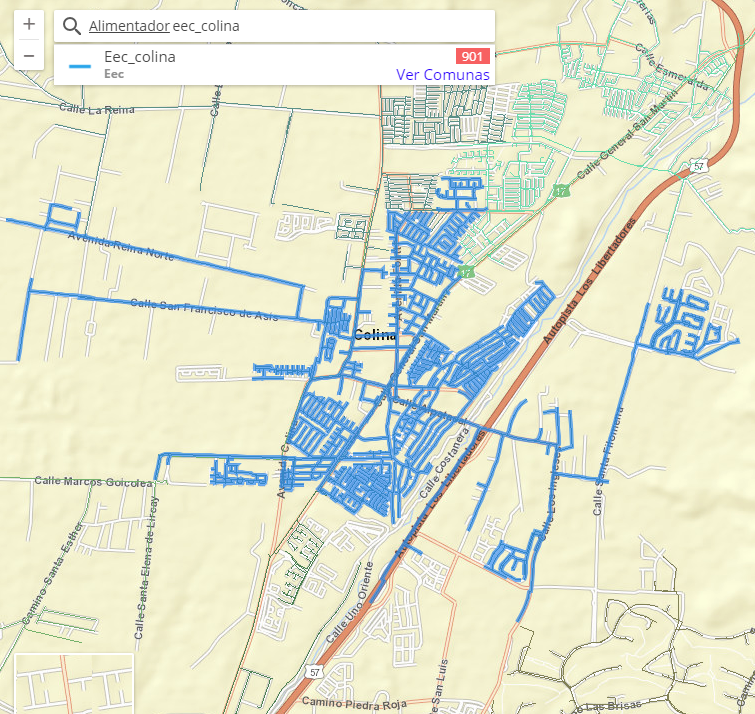 +
Alimentador eec_colina
−
Eec_colina
901
Eec
Ver Comunas
Calle Esmeralda
Calle La Reina
Calle General San Martín
57
Avenida Reina Norte
Autopista Los Libertadores
Calle San Francisco de Asis
Colina
Calle Costanera
Autopista Los Libertadores
Calle Santa Filomena
Calle Marcos Goicolea
Calle Los Ingleses
Camino Santa Esther
Calle Santa Elena de Lircay
Calle Uno Oriente
57
Calle San Luis
Camino Piedra Roja
Las Brisas